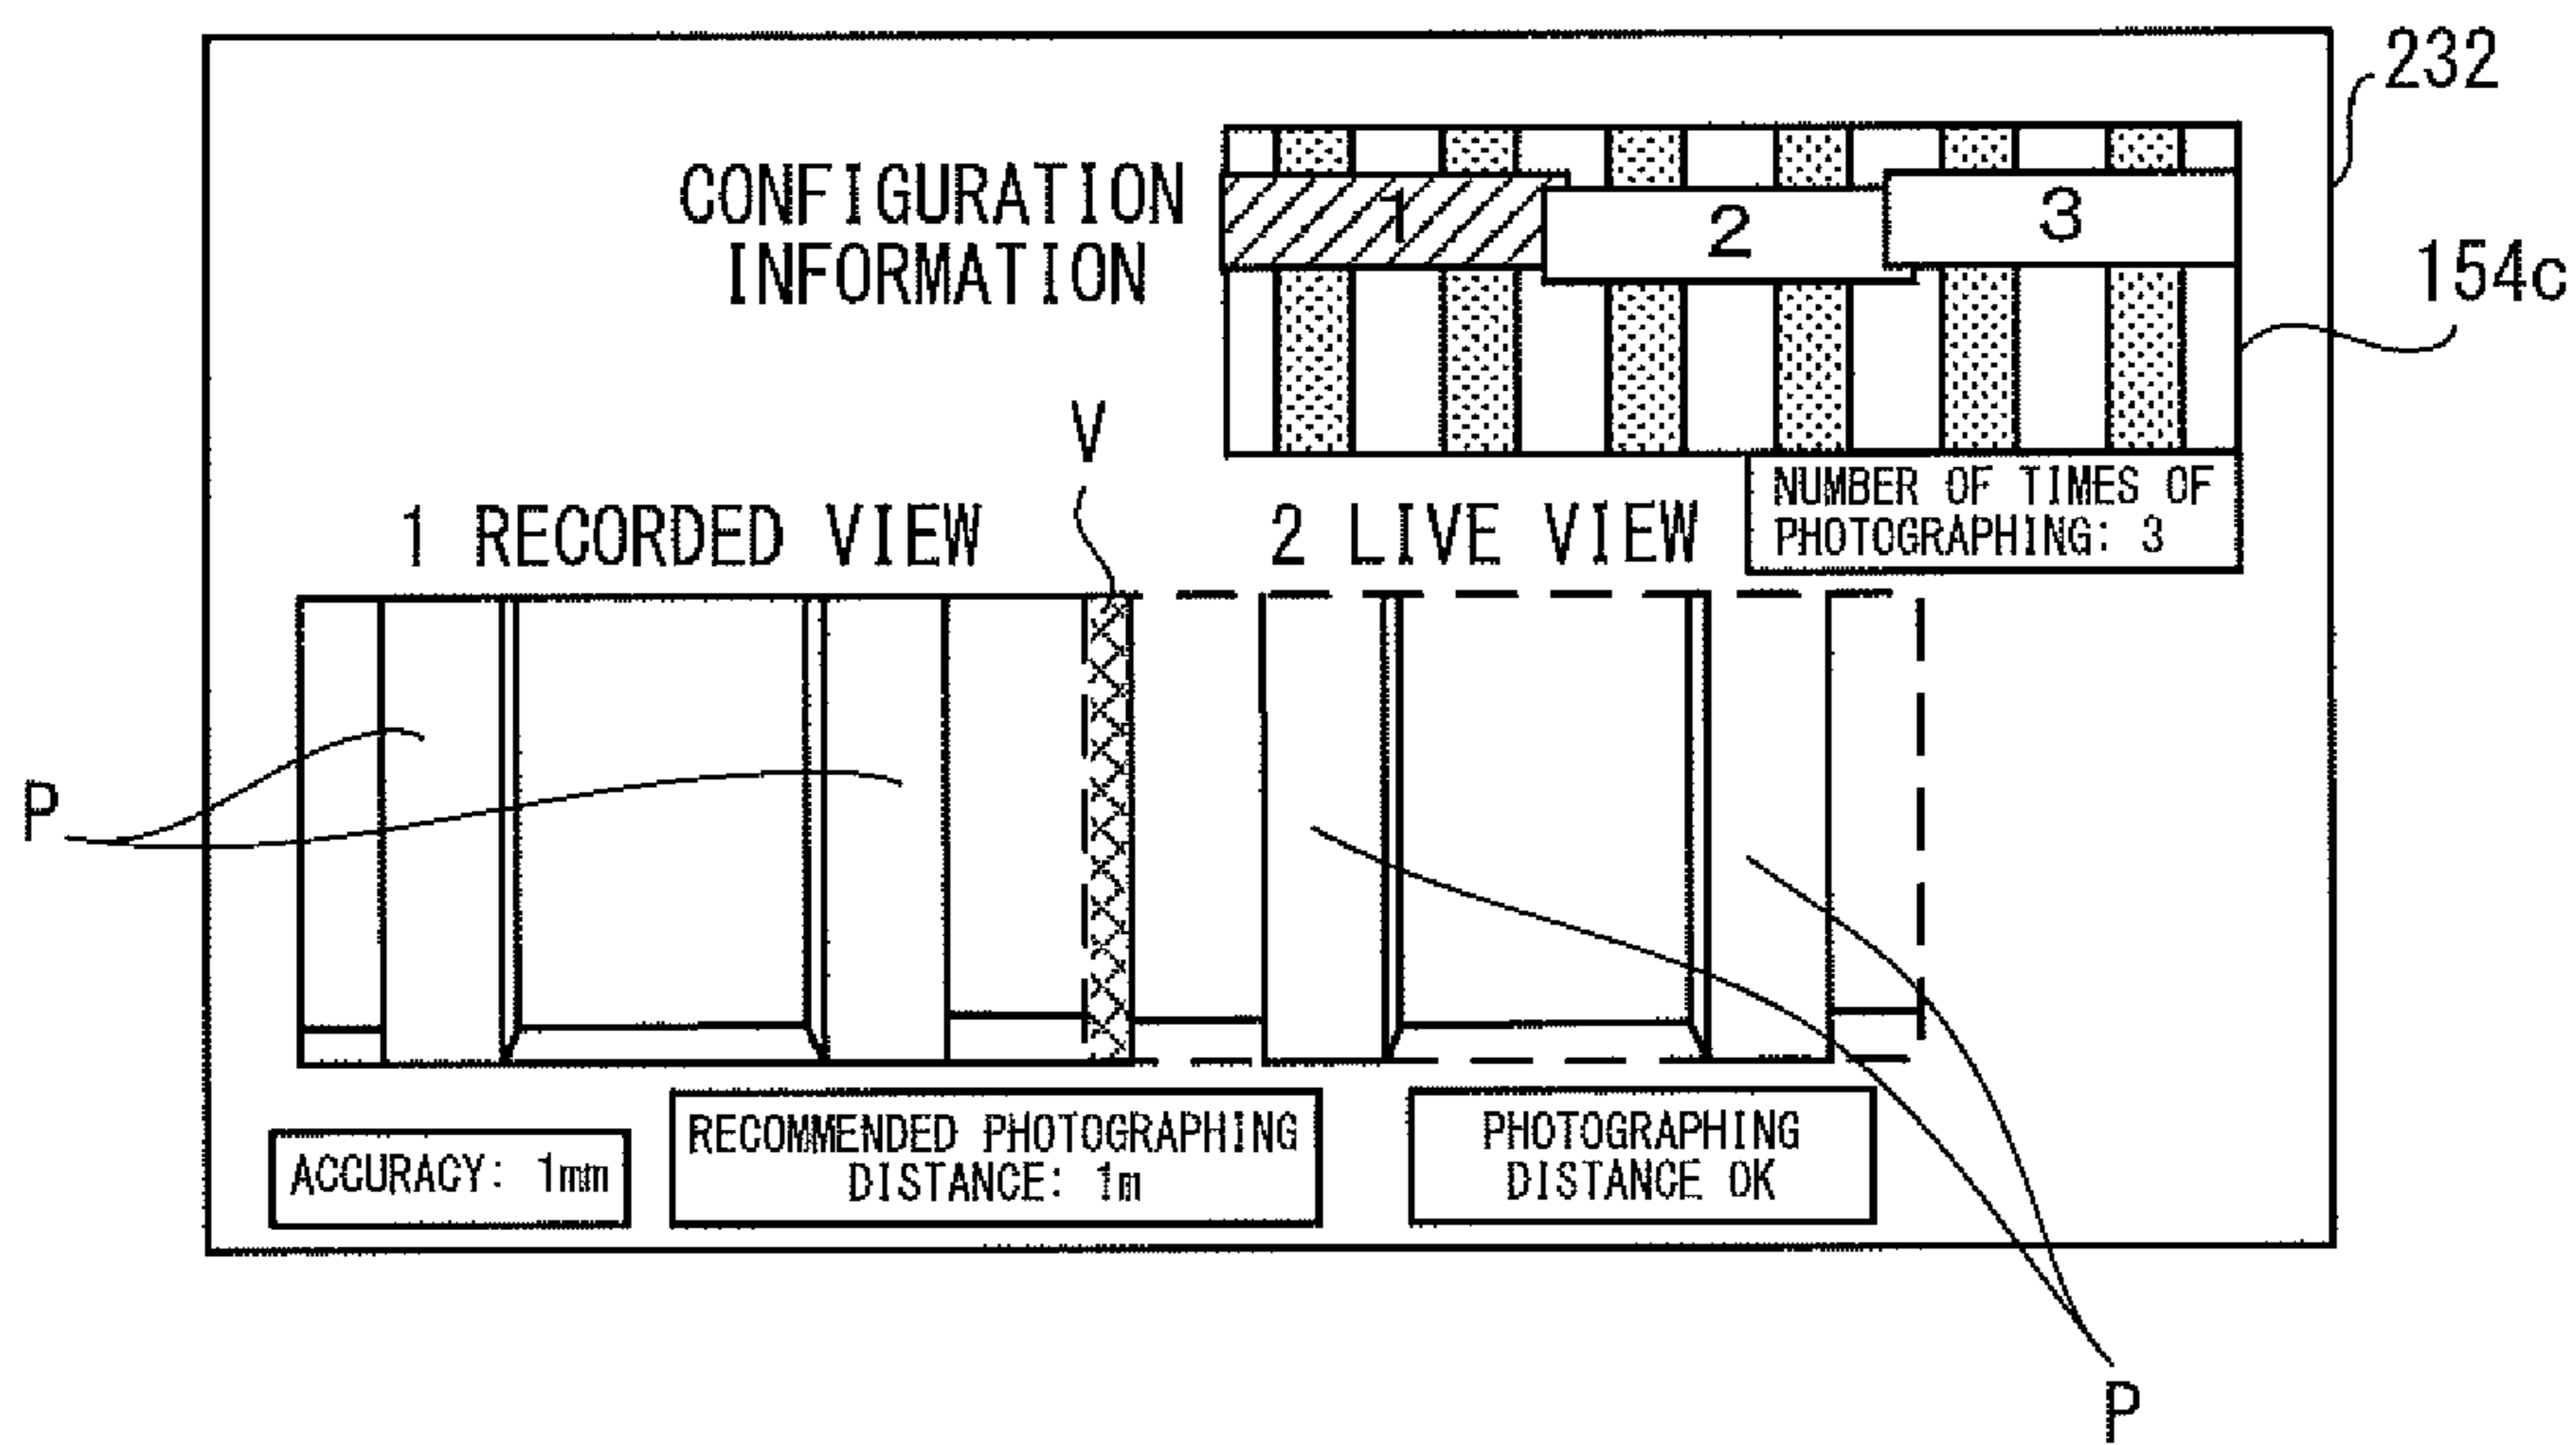 232
CONFIGURATION
INFORMATION
1
2
3
154c
V
NUMBER OF TIMES OF
PHOTOGRAPHING: 3
1 RECORDED VIEW
2 LIVE VIEW
P
ACCURACY: 1mm
RECOMMENDED PHOTOGRAPHING
DISTANCE: 1m
PHOTOGRAPHING
DISTANCE OK
P